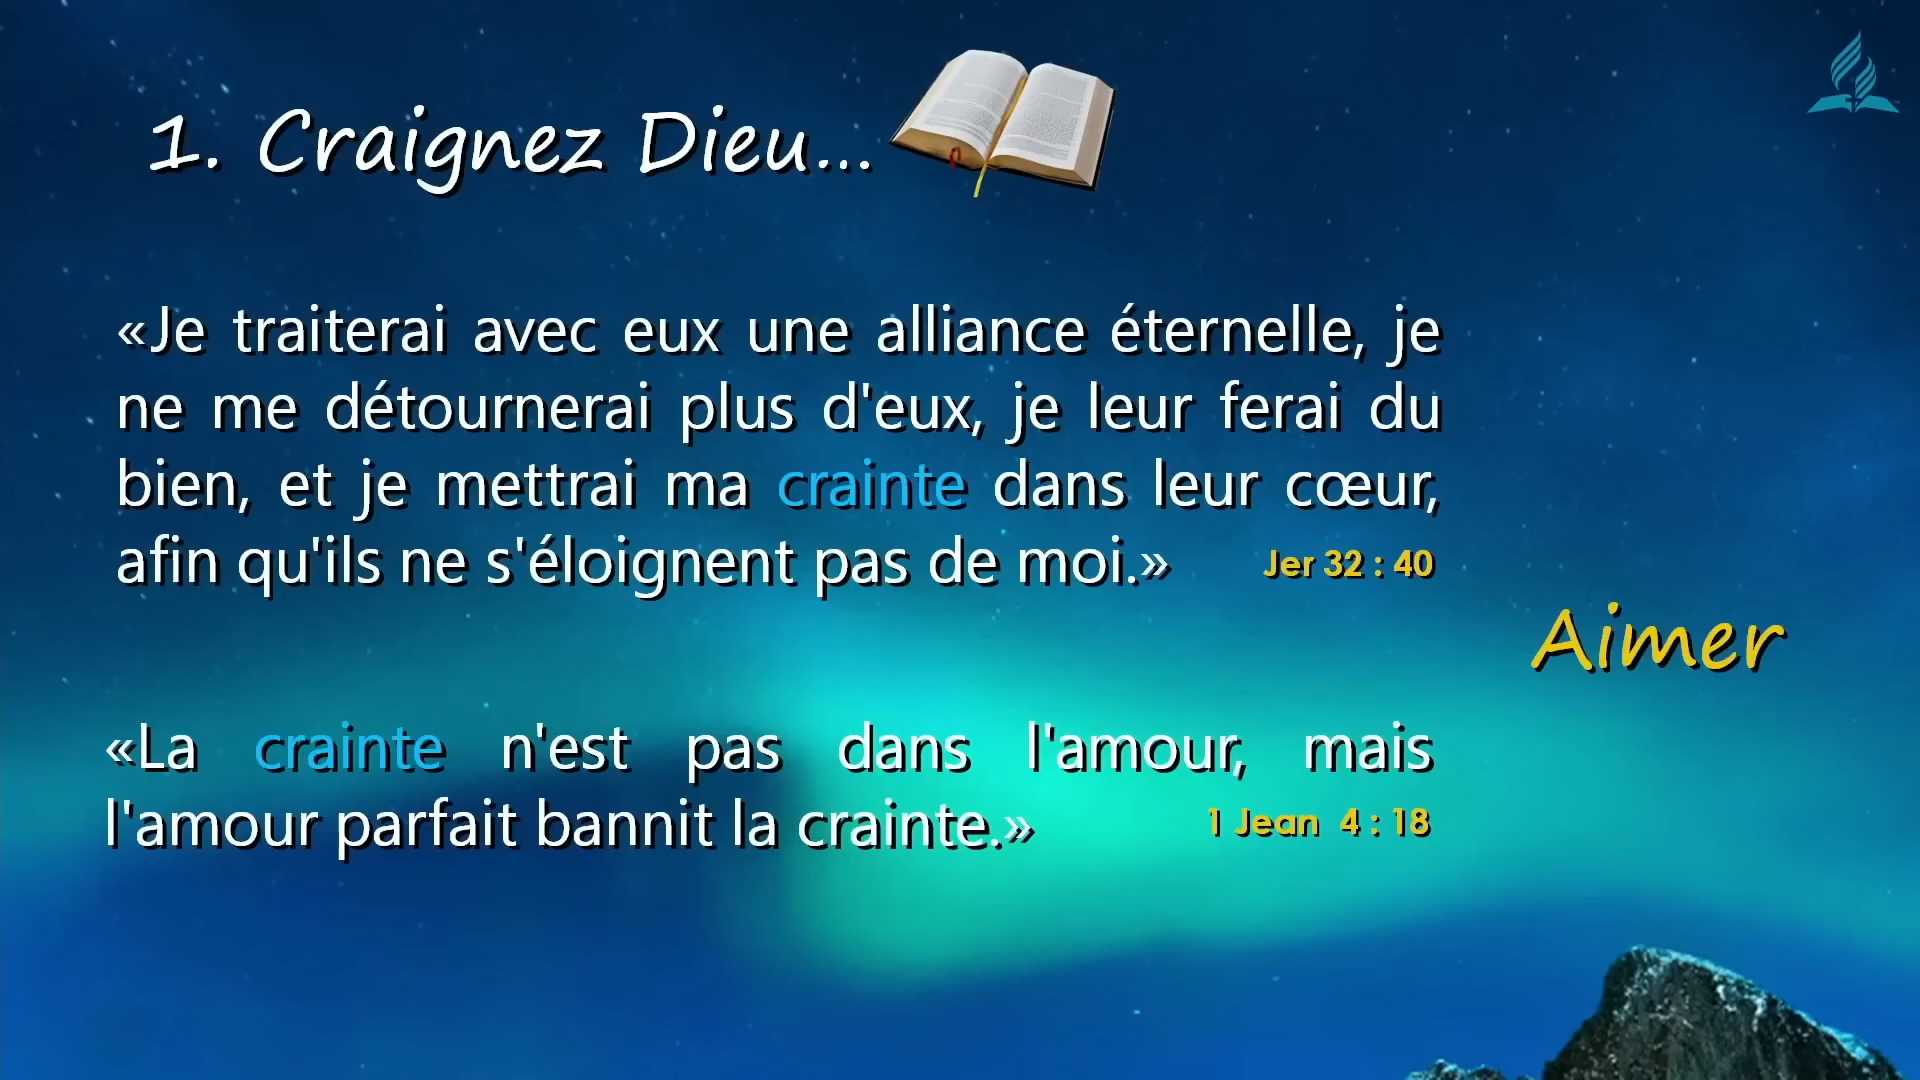 1. Craignez Dieu...
«Je traiterai avec eux une alliance éternelle, je
ne me détournerai plus d'eux, je leur ferai du
bien, et je mettrai ma crainte dans leur cœur,
afin qu'ils ne s'éloignent pas de moi.» Jer 32 : 40
Aimer
«La crainte n'est pas dans l'amour, mais
l'amour parfait bannit la crainte.» 1 Jean 4 : 18